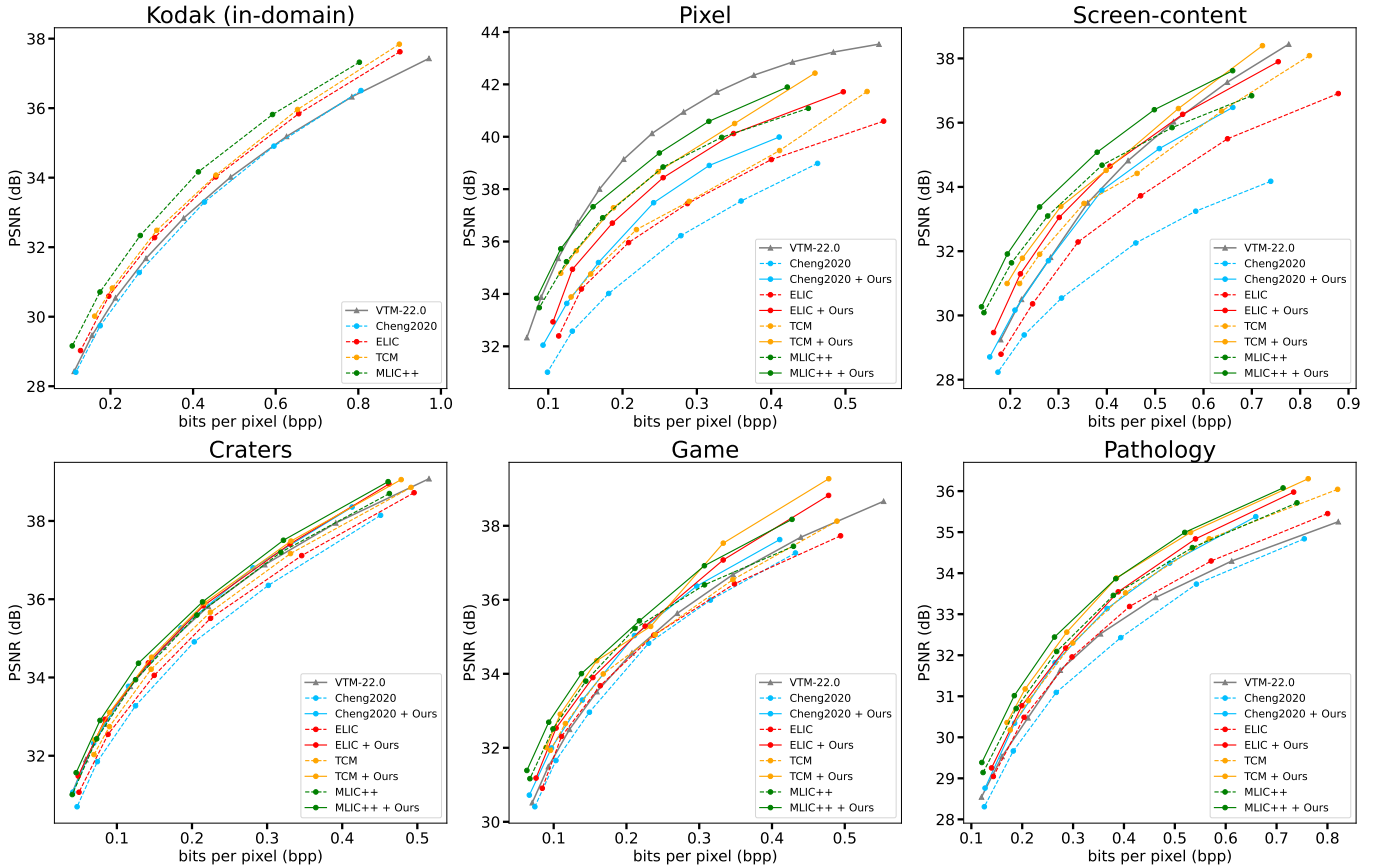 Kodak (in-domain)
PSNR (dB)
38
36
34
32
30
28
0.2
0.4
0.6
0.8
1.0
bits per pixel (bpp)
VTM-22.0
Cheng2020
ELIC
TCM
MLIC++
Pixel
PSNR (dB)
44
42
40
38
36
34
32
0.1
0.2
0.3
0.4
0.5
bits per pixel (bpp)
VTM-22.0
Cheng2020
Cheng2020 + Ours
ELIC
ELIC + Ours
TCM
TCM + Ours
MLIC++
MLIC++ + Ours
Screen-content
PSNR (dB)
38
36
34
32
30
28
0.2
0.3
0.4
0.5
0.6
0.7
0.8
0.9
bits per pixel (bpp)
VTM-22.0
Cheng2020
Cheng2020 + Ours
ELIC
ELIC + Ours
TCM
TCM + Ours
MLIC++
MLIC++ + Ours
Craters
PSNR (dB)
38
36
34
32
0.1
0.2
0.3
0.4
0.5
bits per pixel (bpp)
VTM-22.0
Cheng2020
Cheng2020 + Ours
ELIC
ELIC + Ours
TCM
TCM + Ours
MLIC++
MLIC++ + Ours
Game
PSNR (dB)
38
36
34
32
30
0.1
0.2
0.3
0.4
0.5
bits per pixel (bpp)
VTM-22.0
Cheng2020
Cheng2020 + Ours
ELIC
ELIC + Ours
TCM
TCM + Ours
MLIC++
MLIC++ + Ours
Pathology
PSNR (dB)
36
35
34
33
32
31
30
29
28
0.1
0.2
0.3
0.4
0.5
0.6
0.7
0.8
bits per pixel (bpp)
VTM-22.0
Cheng2020
Cheng2020 + Ours
ELIC
ELIC + Ours
TCM
TCM + Ours
MLIC++
MLIC++ + Ours